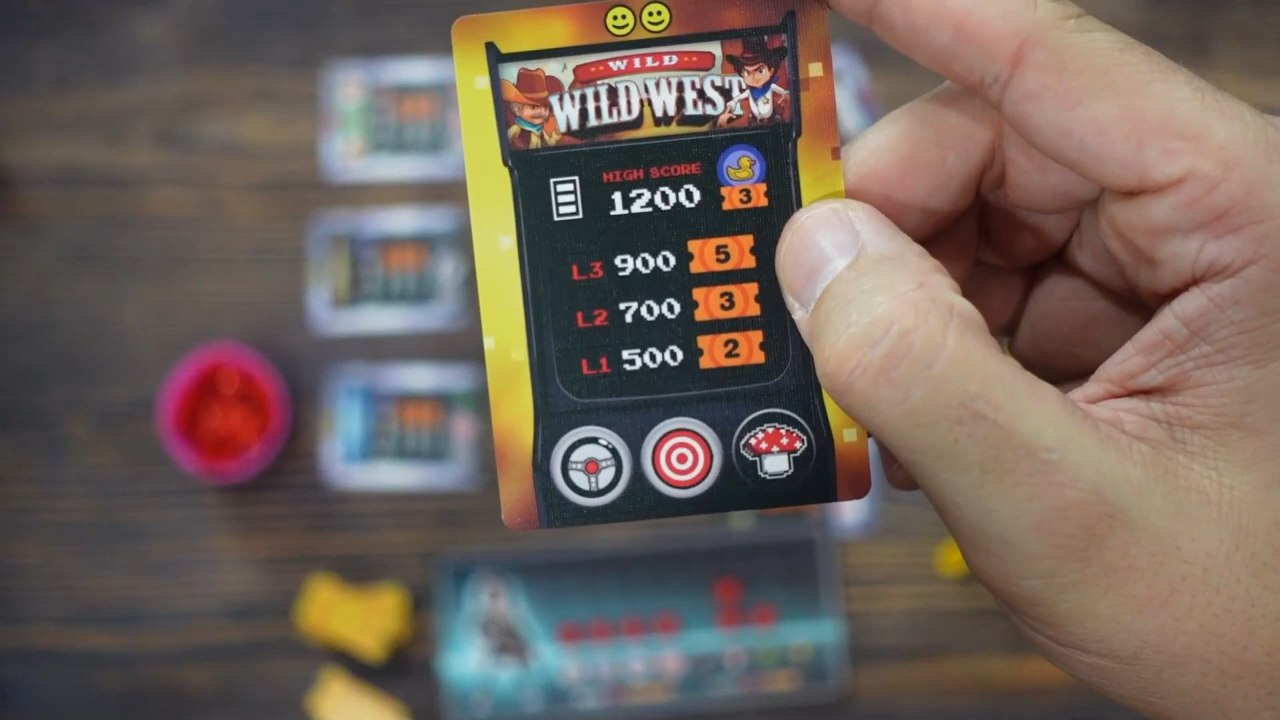 WILD
WILD WEST
HIGH SCORE
1200
3
L3 900 5
L2 700 3
L1 500 2